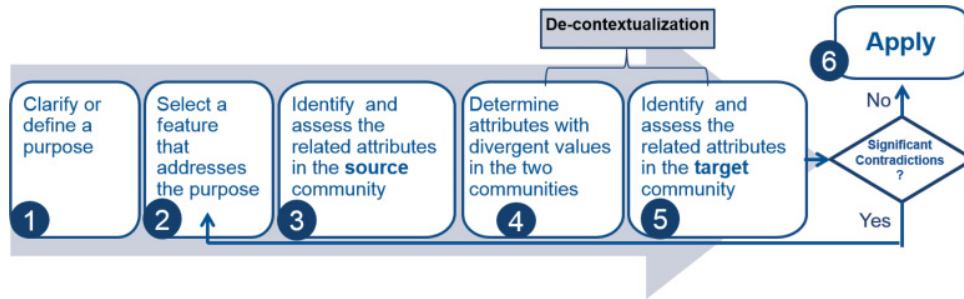 De-contextualization
Clarify or
define a
purpose
1
Select a
feature
that
addresses
the purpose
2
Identify and
assess the
related attributes
in the source
community
3
Determine
attributes with
divergent values
in the two
communities
4
Identify and
assess the
related attributes
in the target
community
5
Significant
Contradictions
?
Yes
No
Apply
6